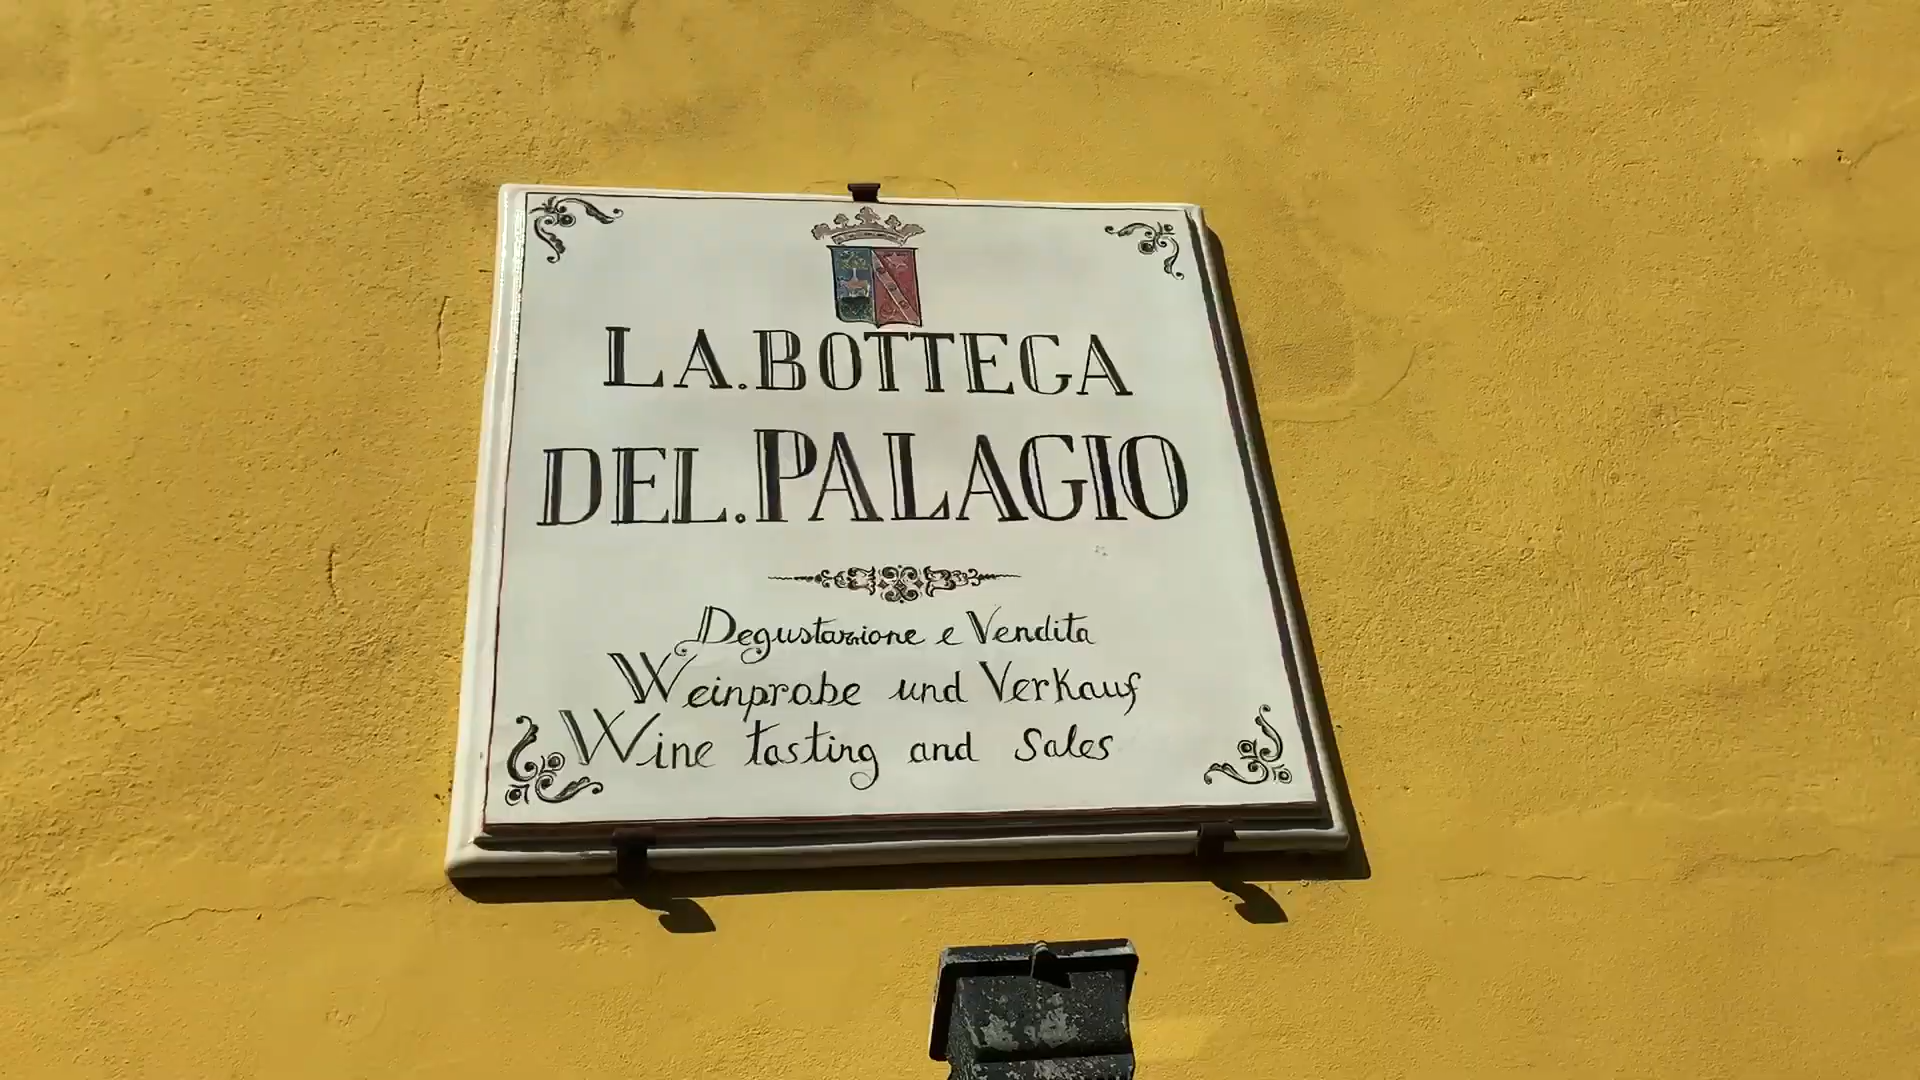 LA.BOTTEGA
DEL.PALAGIO
Degustazione e Vendita
Weinprobe und Verkauf
Wine tasting and Sales